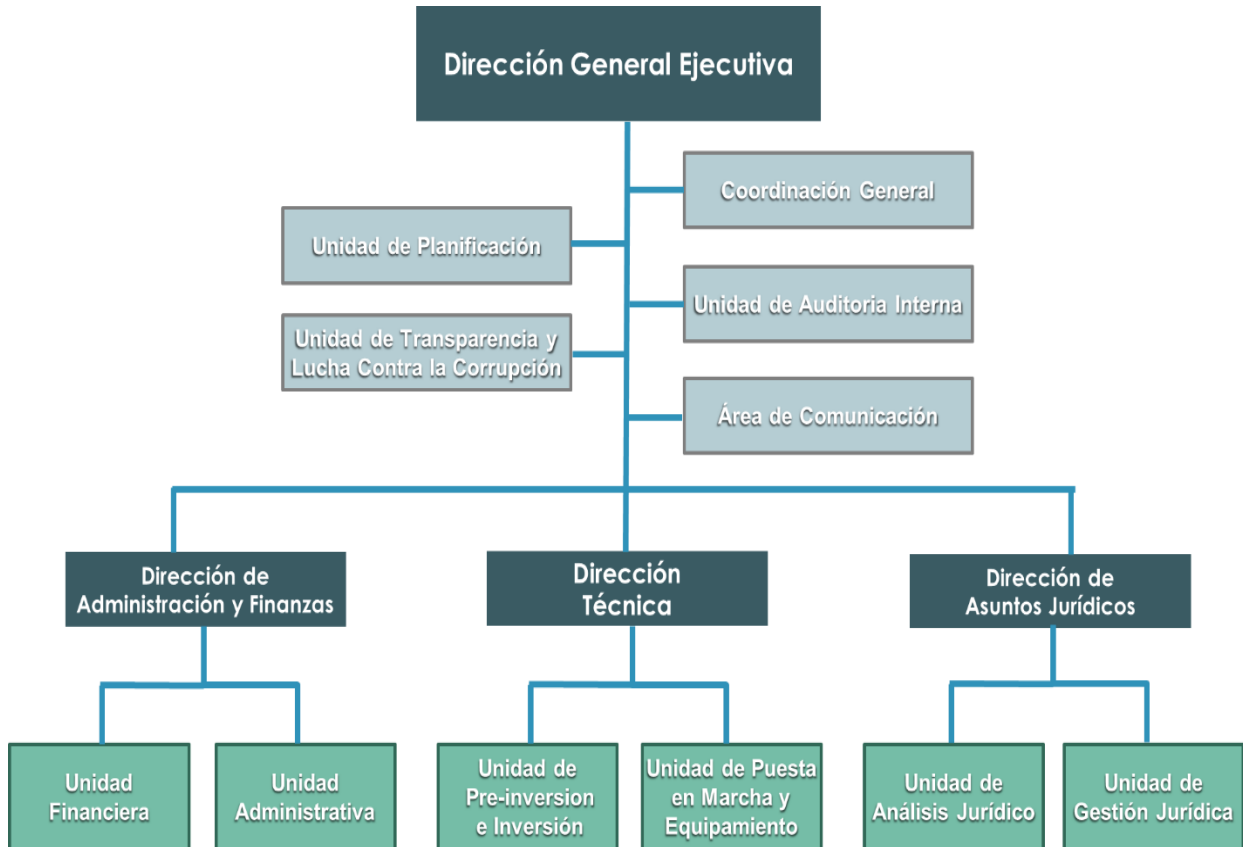 Dirección General Ejecutiva
Coordinación General
Unidad de Planificación
Unidad de Auditoria Interna
Unidad de Transparencia y
Lucha Contra la Corrupción
Área de Comunicación
Dirección de
Administración y Finanzas
Dirección
Técnica
Dirección de
Asuntos Jurídicos
Unidad
Financiera
Unidad
Administrativa
Unidad de
Pre-inversion
e Inversión
Unidad de Puesta
en Marcha y
Equipamiento
Unidad de
Análisis Jurídico
Unidad de
Gestión Jurídica